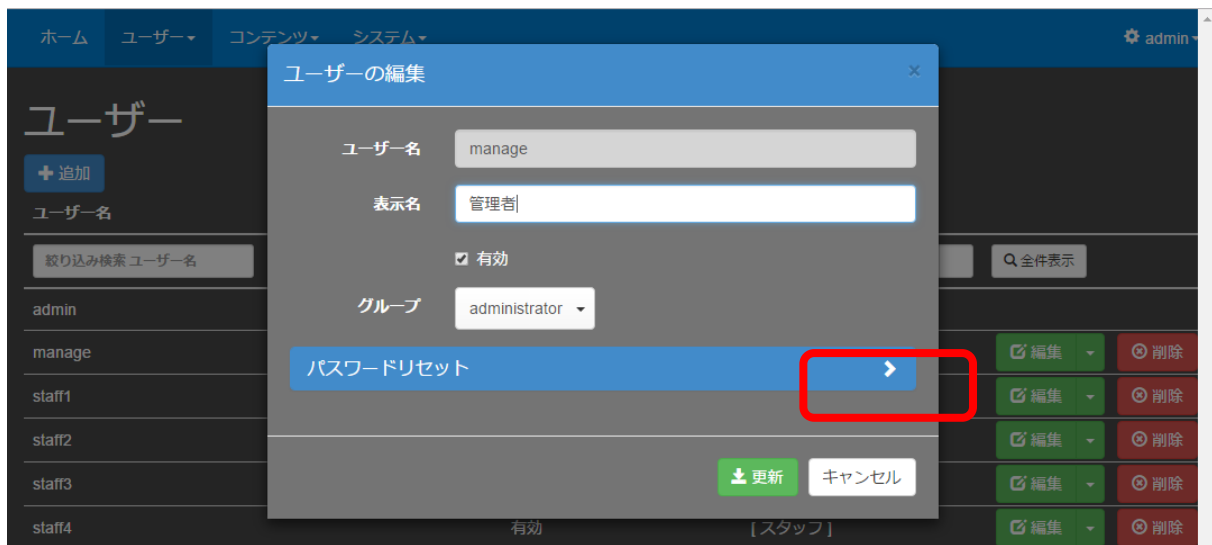 ホーム ユーザー コンテンツ システム admin
ユーザーの編集 ×
ユーザー
ユーザー名 manage
追加
表示名 管理者
ユーザー名
絞り込み検索 ユーザー名 有効 全件表示
admin グループ administrator
manage 編集 削除
パスワードリセット
staff1 編集 削除
staff2 編集 削除
更新 キャンセル
staff3 編集 削除
staff4 有効 [ スタッフ ] 編集 削除